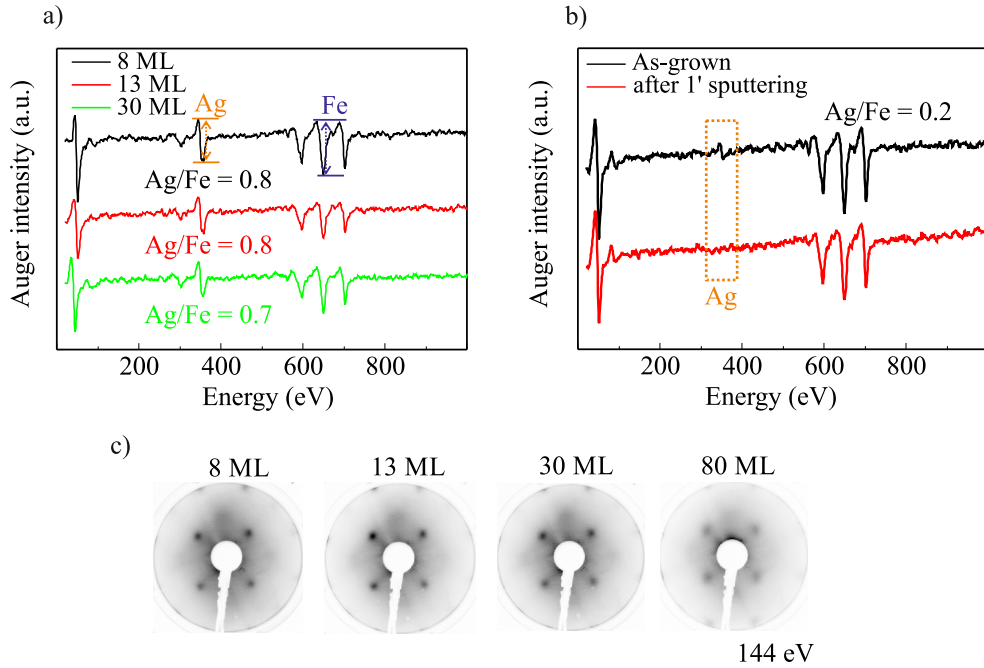 a)
8 ML
13 ML
30 ML
Ag
Fe
Ag/Fe = 0.8
Ag/Fe = 0.8
Ag/Fe = 0.7
Auger intensity (a.u.)
200 400 600 800
Energy (eV)
b)
As-grown
after 1' sputtering
Ag/Fe = 0.2
Ag
Auger intensity (a.u.)
200 400 600 800
Energy (eV)
c)
8 ML 13 ML 30 ML 80 ML
144 eV